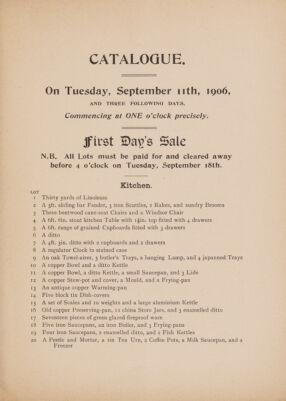 CATALOGUE.
On Tuesday, September 11th, 1906,
AND THREE FOLLOWING DAYS,
Commencing at ONE o'clock precisely.
First Day's Sale
N.B. All Lots must be paid for and cleared away
before 4 o'clock on Tuesday, September 18th.
Kitchen.
LOT
1 Thirty yards of Linoleum
2 A 3ft. sliding bar Fender, 3 iron Scuttles, 2 Rakes, and sundry Brooms
3 Three bentwood cane-seat Chairs and a Windsor Chair
4 A 6ft. 6in. stout kitchen Table with 1½in. top fitted with 4 drawers
5 A 6ft. range of grained Cupboards fitted with 3 drawers
6 A ditto
7 A 4ft. 3in. ditto with 2 cupboards and 2 drawers
8 A regulator Clock in stained case
9 An oak Towel-airer, 3 butler's Trays, a hanging Lamp, and 4 japanned Trays
10 A copper Bowl and a ditto Kettle
11 A copper Bowl, a ditto Kettle, a small Saucepan, and 3 Lids
12 A copper Stew-pot and cover, a Mould, and a Frying-pan
13 An antique copper Warming-pan
14 Five block tin Dish-covers
15 A set of Scales and 10 weights and a large aluminium Kettle
16 Old copper Preserving-pan, 11 china Store Jars, and 3 enamelled ditto
17 Seventeen pieces of green glazed fireproof ware
18 Five iron Saucepans, an iron Boiler, and 3 Frying-pans
19 Four iron Saucepans, 2 enamelled ditto, and 2 Fish Kettles
20 A Pestle and Mortar, a tin Tea Urn, 2 Coffee Pots, a Milk Saucepan, and a
Freezer